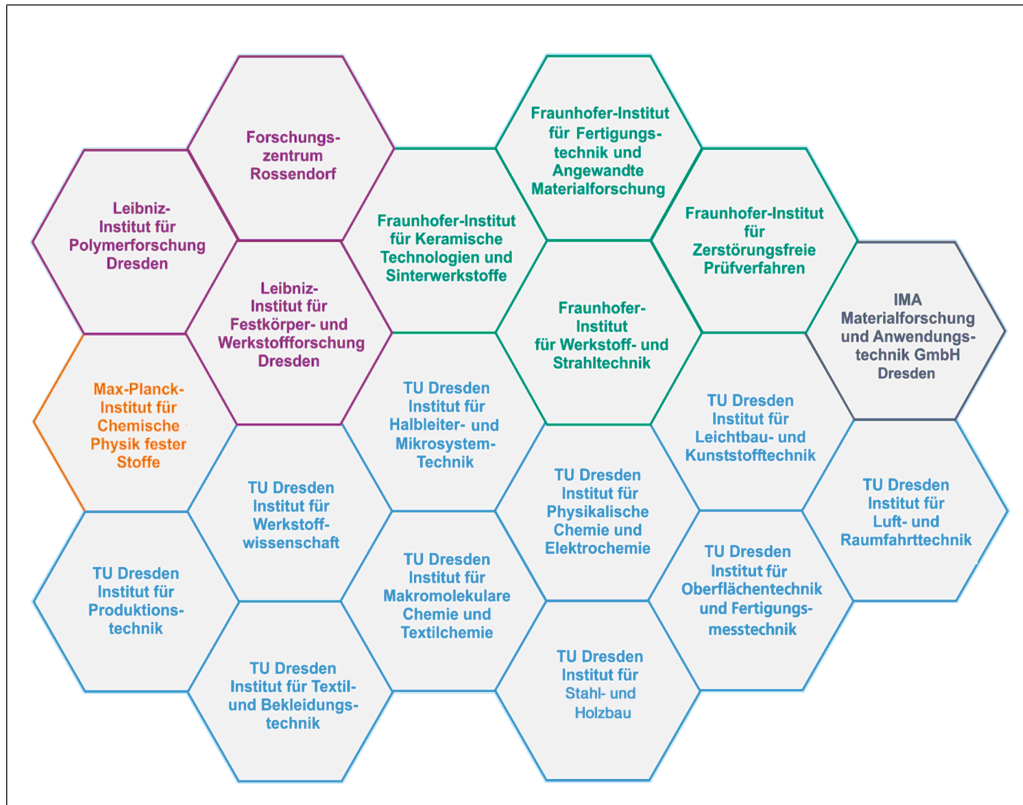 Forschungs-
zentrum
Rossendorf
Fraunhofer-Institut
für Fertigungs-
technik und
Angewandte
Materialforschung
Leibniz-
Institut für
Polymerforschung
Dresden
Fraunhofer-Institut
für Keramische
Technologien und
Sinterwerkstoffe
Fraunhofer-Institut
für
Zerstörungsfreie
Prüfverfahren
Leibniz-
Institut für
Festkörper- und
Werkstoffforschung
Dresden
Fraunhofer-
Institut
für Werkstoff- und
Strahltechnik
IMA
Materialforschung
und Anwendungs-
technik GmbH
Dresden
Max-Planck-
Institut für
Chemische
Physik fester
Stoffe
TU Dresden
Institut für
Halbleiter- und
Mikrosystem-
Technik
TU Dresden
Institut für
Leichtbau- und
Kunststofftechnik
TU Dresden
Institut für
Werkstoff-
wissenschaft
TU Dresden
Institut für
Physikalische
Chemie und
Elektrochemie
TU Dresden
Institut für
Luft- und
Raumfahrttechnik
TU Dresden
Institut für
Produktions-
technik
TU Dresden
Institut für
Makromolekulare
Chemie und
Textilchemie
TU Dresden
Institut für
Oberflächentechnik
und Fertigungs-
messtechnik
TU Dresden
Institut für Textil-
und Bekleidungs-
technik
TU Dresden
Institut für
Stahl- und
Holzbau